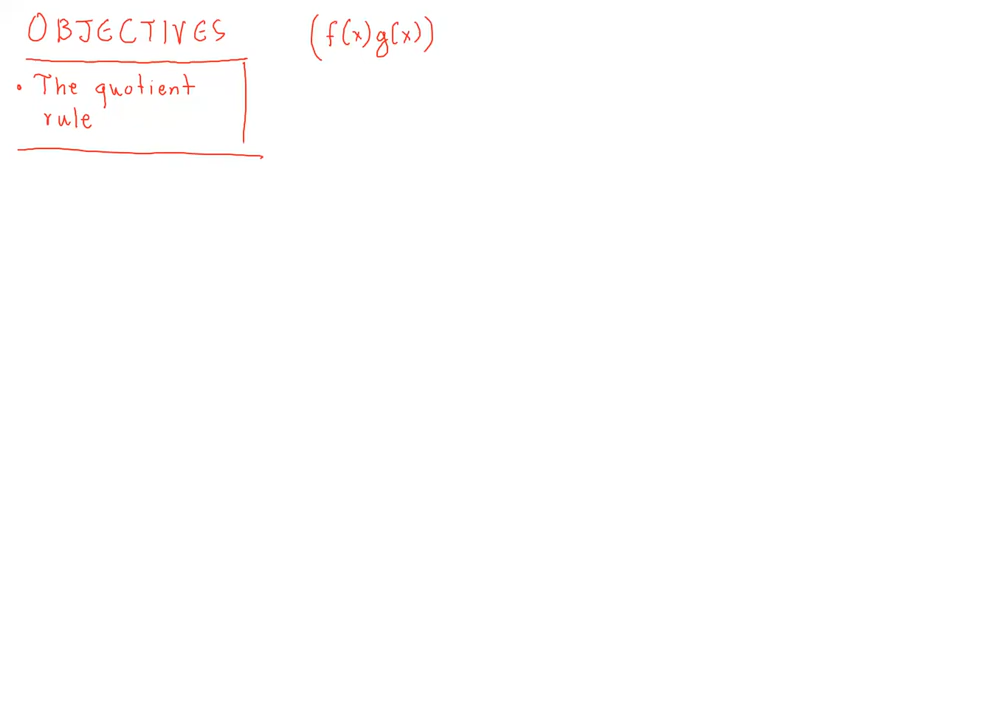 OBJECTIVES
• The quotient
rule
(f(x)g(x))